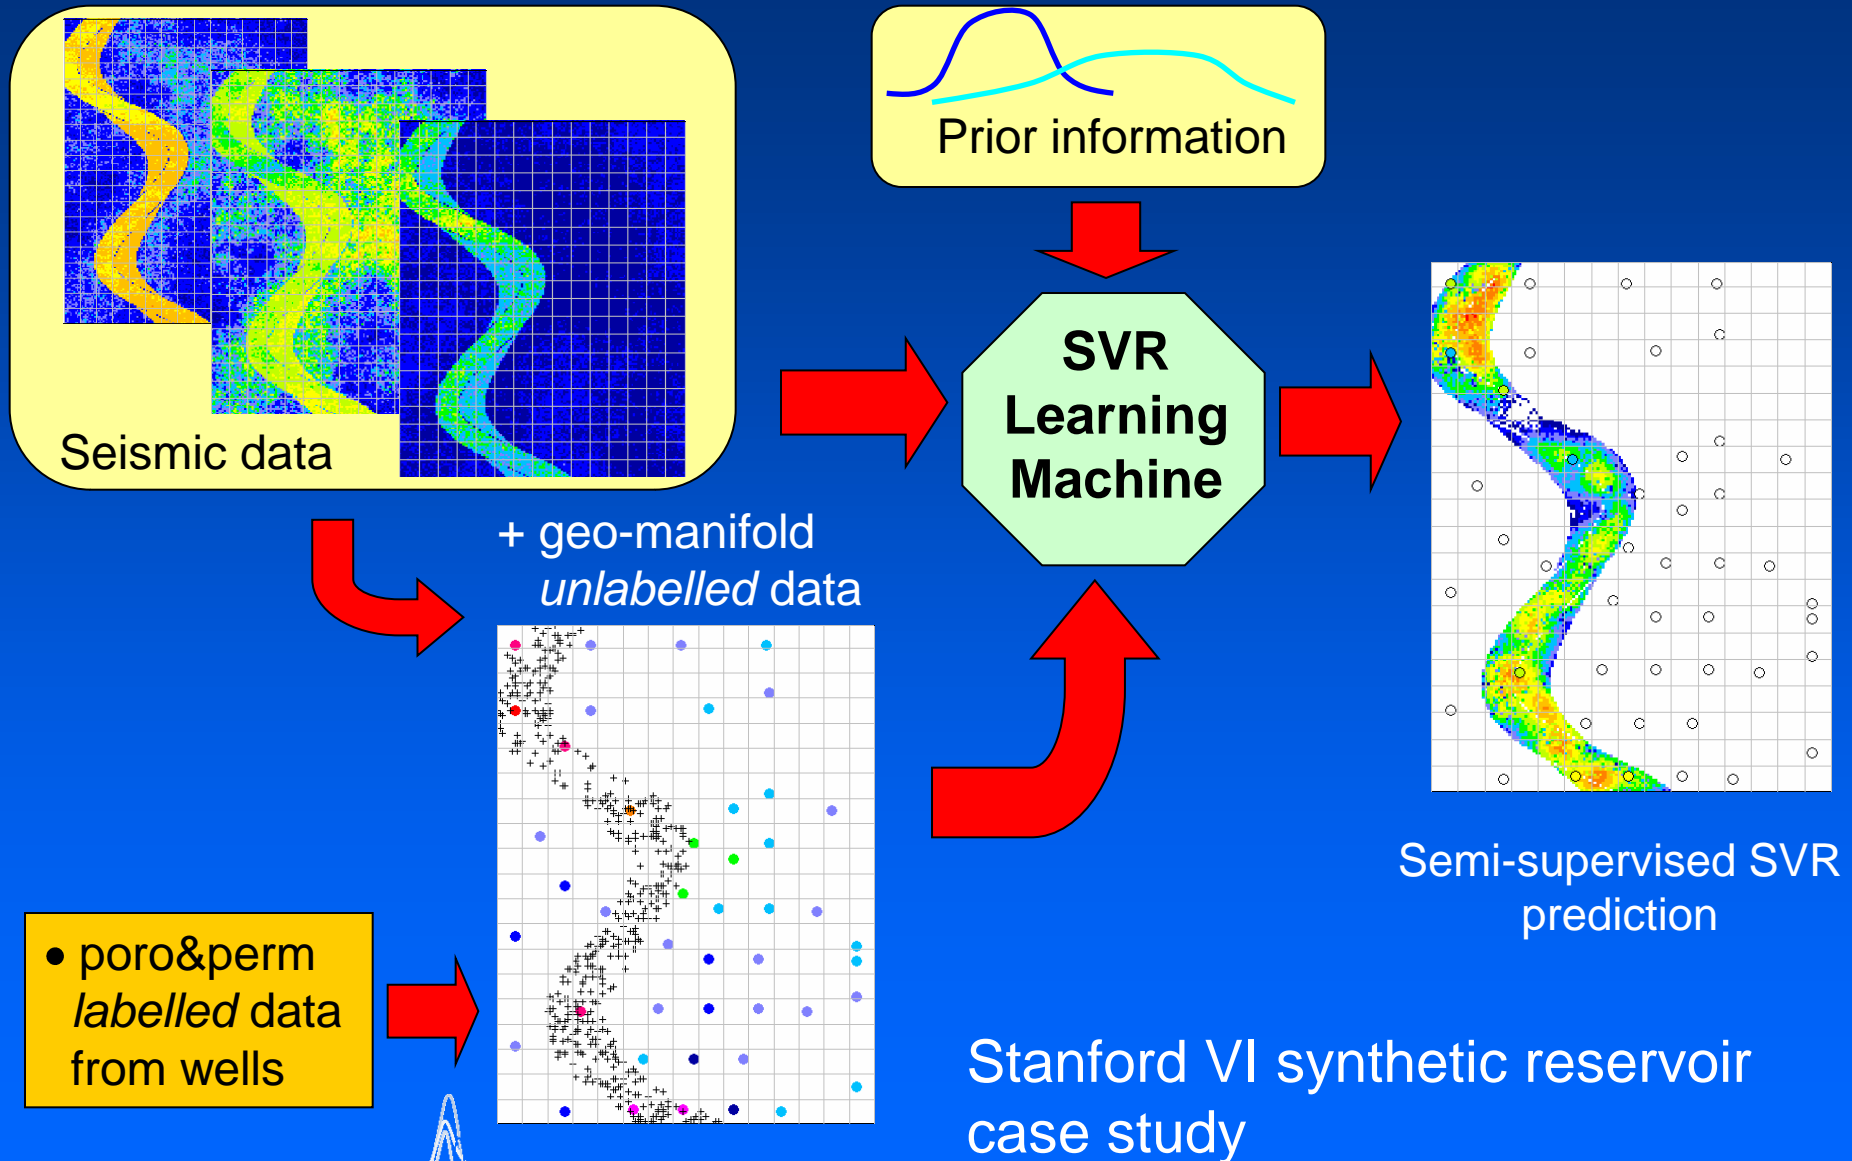 Seismic data
Prior information
SVR
Learning
Machine
+ geo-manifold
unlabelled data
• poro&perm
labelled data
from wells
Semi-supervised SVR
prediction
Stanford VI synthetic reservoir
case study